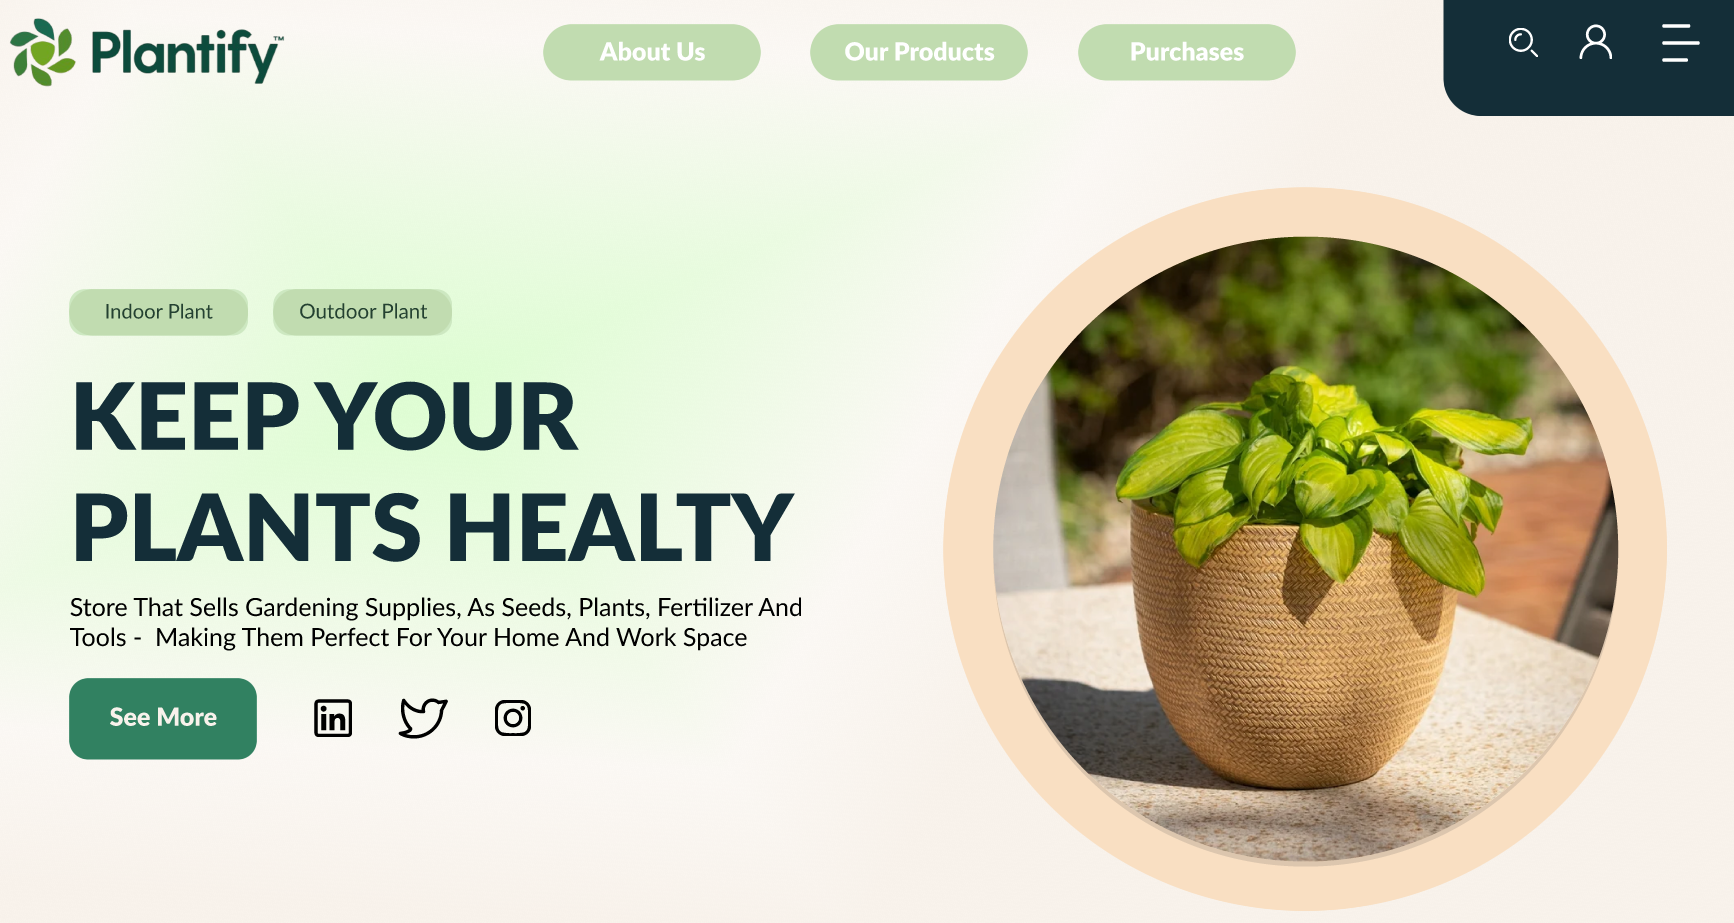 Plantify™
About Us
Our Products
Purchases
Indoor Plant
Outdoor Plant
KEEP YOUR
PLANTS HEALTY
Store That Sells Gardening Supplies, As Seeds, Plants, Fertilizer And
Tools -  Making Them Perfect For Your Home And Work Space
See More
in